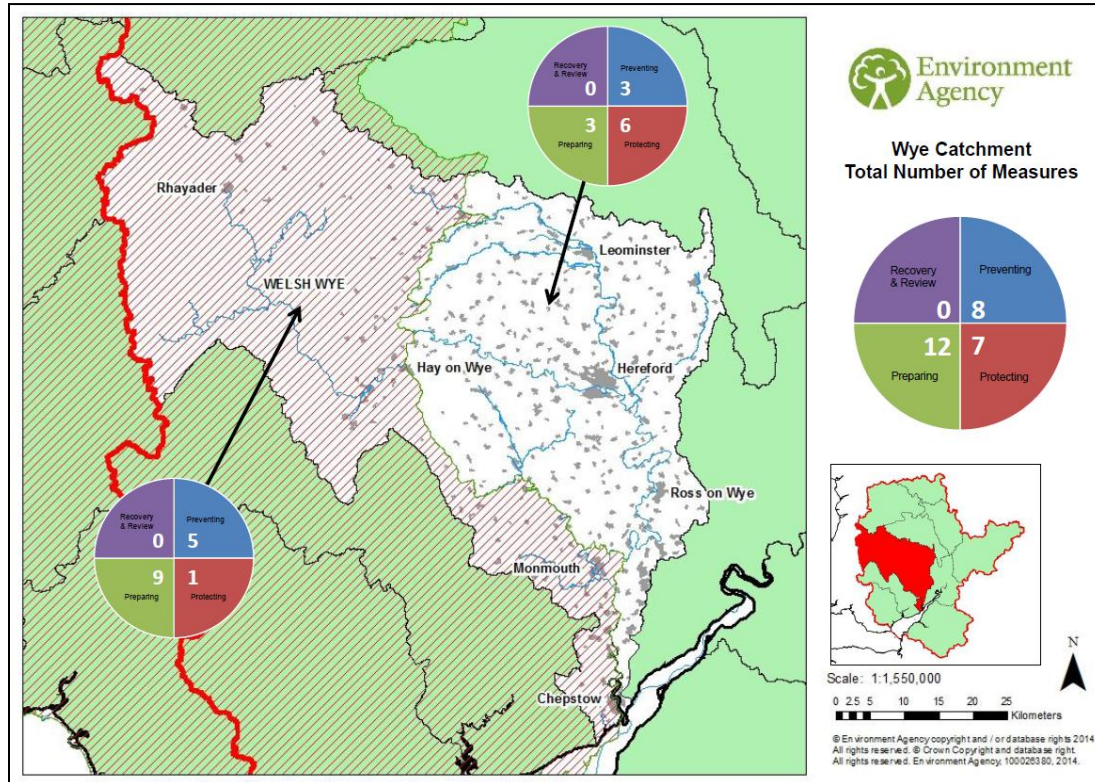 Recovery
& Review
0
Preventing
3
3
Preparing
6
Protecting
Rhayader
Leominster
WELSH WYE
Hay on Wye
Hereford
Ross on Wye
Monmouth
Chepstow
Recovery
& Review
0
Preventing
5
9
Preparing
1
Protecting
Environment
Agency
Wye Catchment
Total Number of Measures
Recovery
& Review
0
Preventing
8
12
Preparing
7
Protecting
N
Scale: 1:1,550,000
0 2.5 5 10 15 20 25
Kilometers
© Environment Agency copyright and / or database rights 2014
All rights reserved. © Crown Copyright and database right.
All rights reserved. Environment Agency, 100026380, 2014.